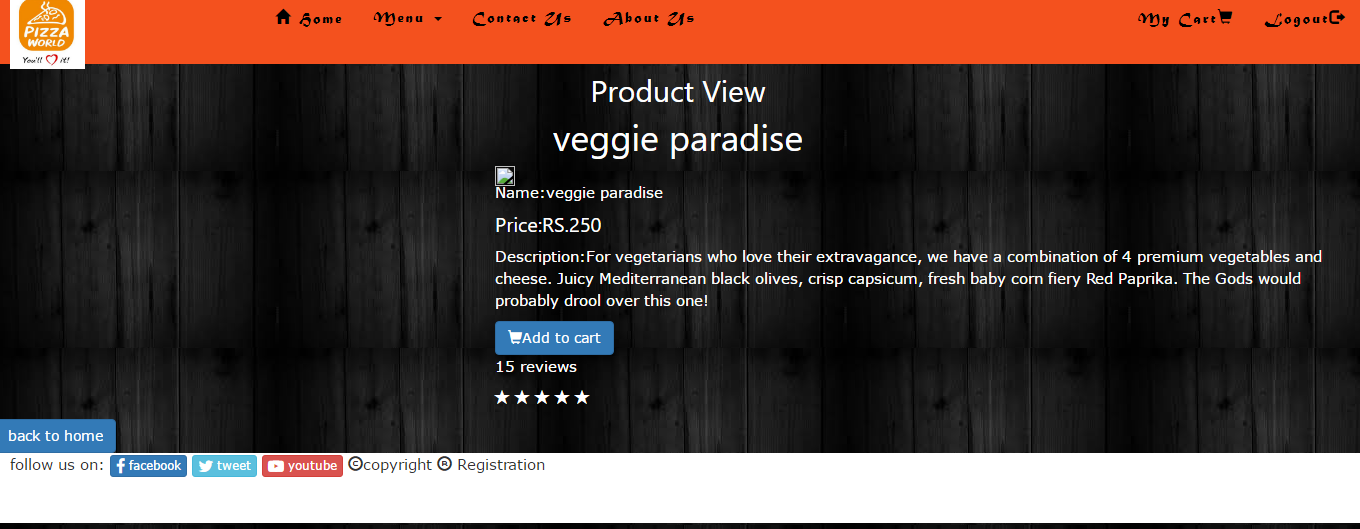 PIZZA
WORLD
You'll it!
Home Menu Contact Us About Us My Cart Logout
Product View
veggie paradise
Name:veggie paradise
Price:RS.250
Description:For vegetarians who love their extravagance, we have a combination of 4 premium vegetables and
cheese. Juicy Mediterranean black olives, crisp capsicum, fresh baby corn fiery Red Paprika. The Gods would
probably drool over this one!
Add to cart
15 reviews
★★★★★
back to home
follow us on: facebook tweet youtube ©copyright ® Registration